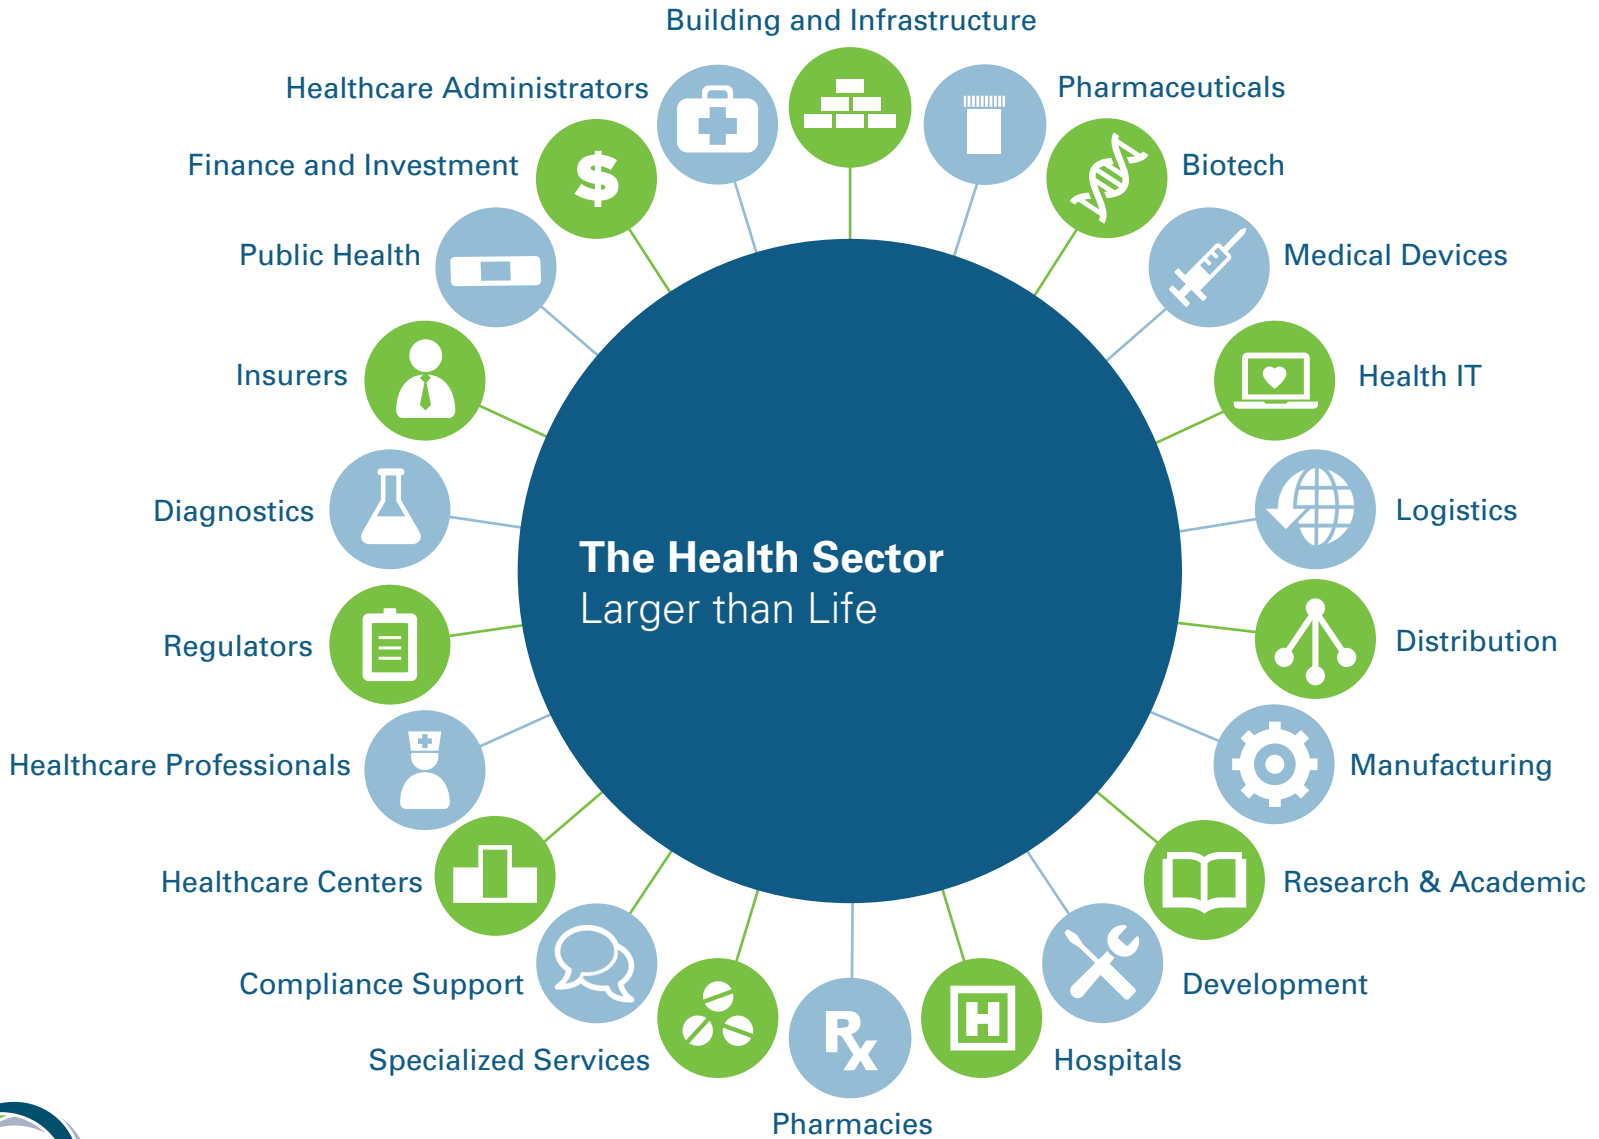 Building and Infrastructure
Healthcare Administrators
Pharmaceuticals
Finance and Investment
$
Biotech
Public Health
Medical Devices
Insurers
Health IT
Diagnostics
Logistics
The Health Sector
Larger than Life
Regulators
Distribution
Healthcare Professionals
Manufacturing
Healthcare Centers
Research & Academic
Compliance Support
Development
H
Rx
Specialized Services
Hospitals
Pharmacies